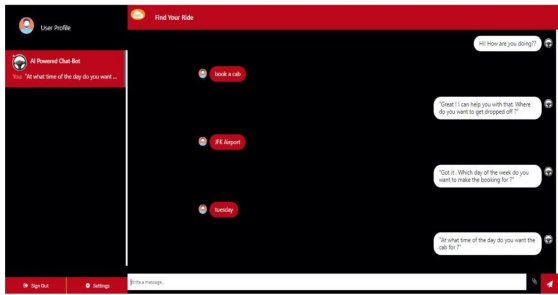 User Profile
Find Your Ride
AI Powered Chat-Bot
You: "At what time of the day do you want ...
Hi! How are you doing??
book a cab
"Great ! I can help you with that. Where
do you want to get dropped off ?"
JFK Airport
"Got it . Which day of the week do you
want to make the booking for ?"
tuesday
"At what time of the day do you want the
cab for ?"
Sign Out
Settings
Write a message...